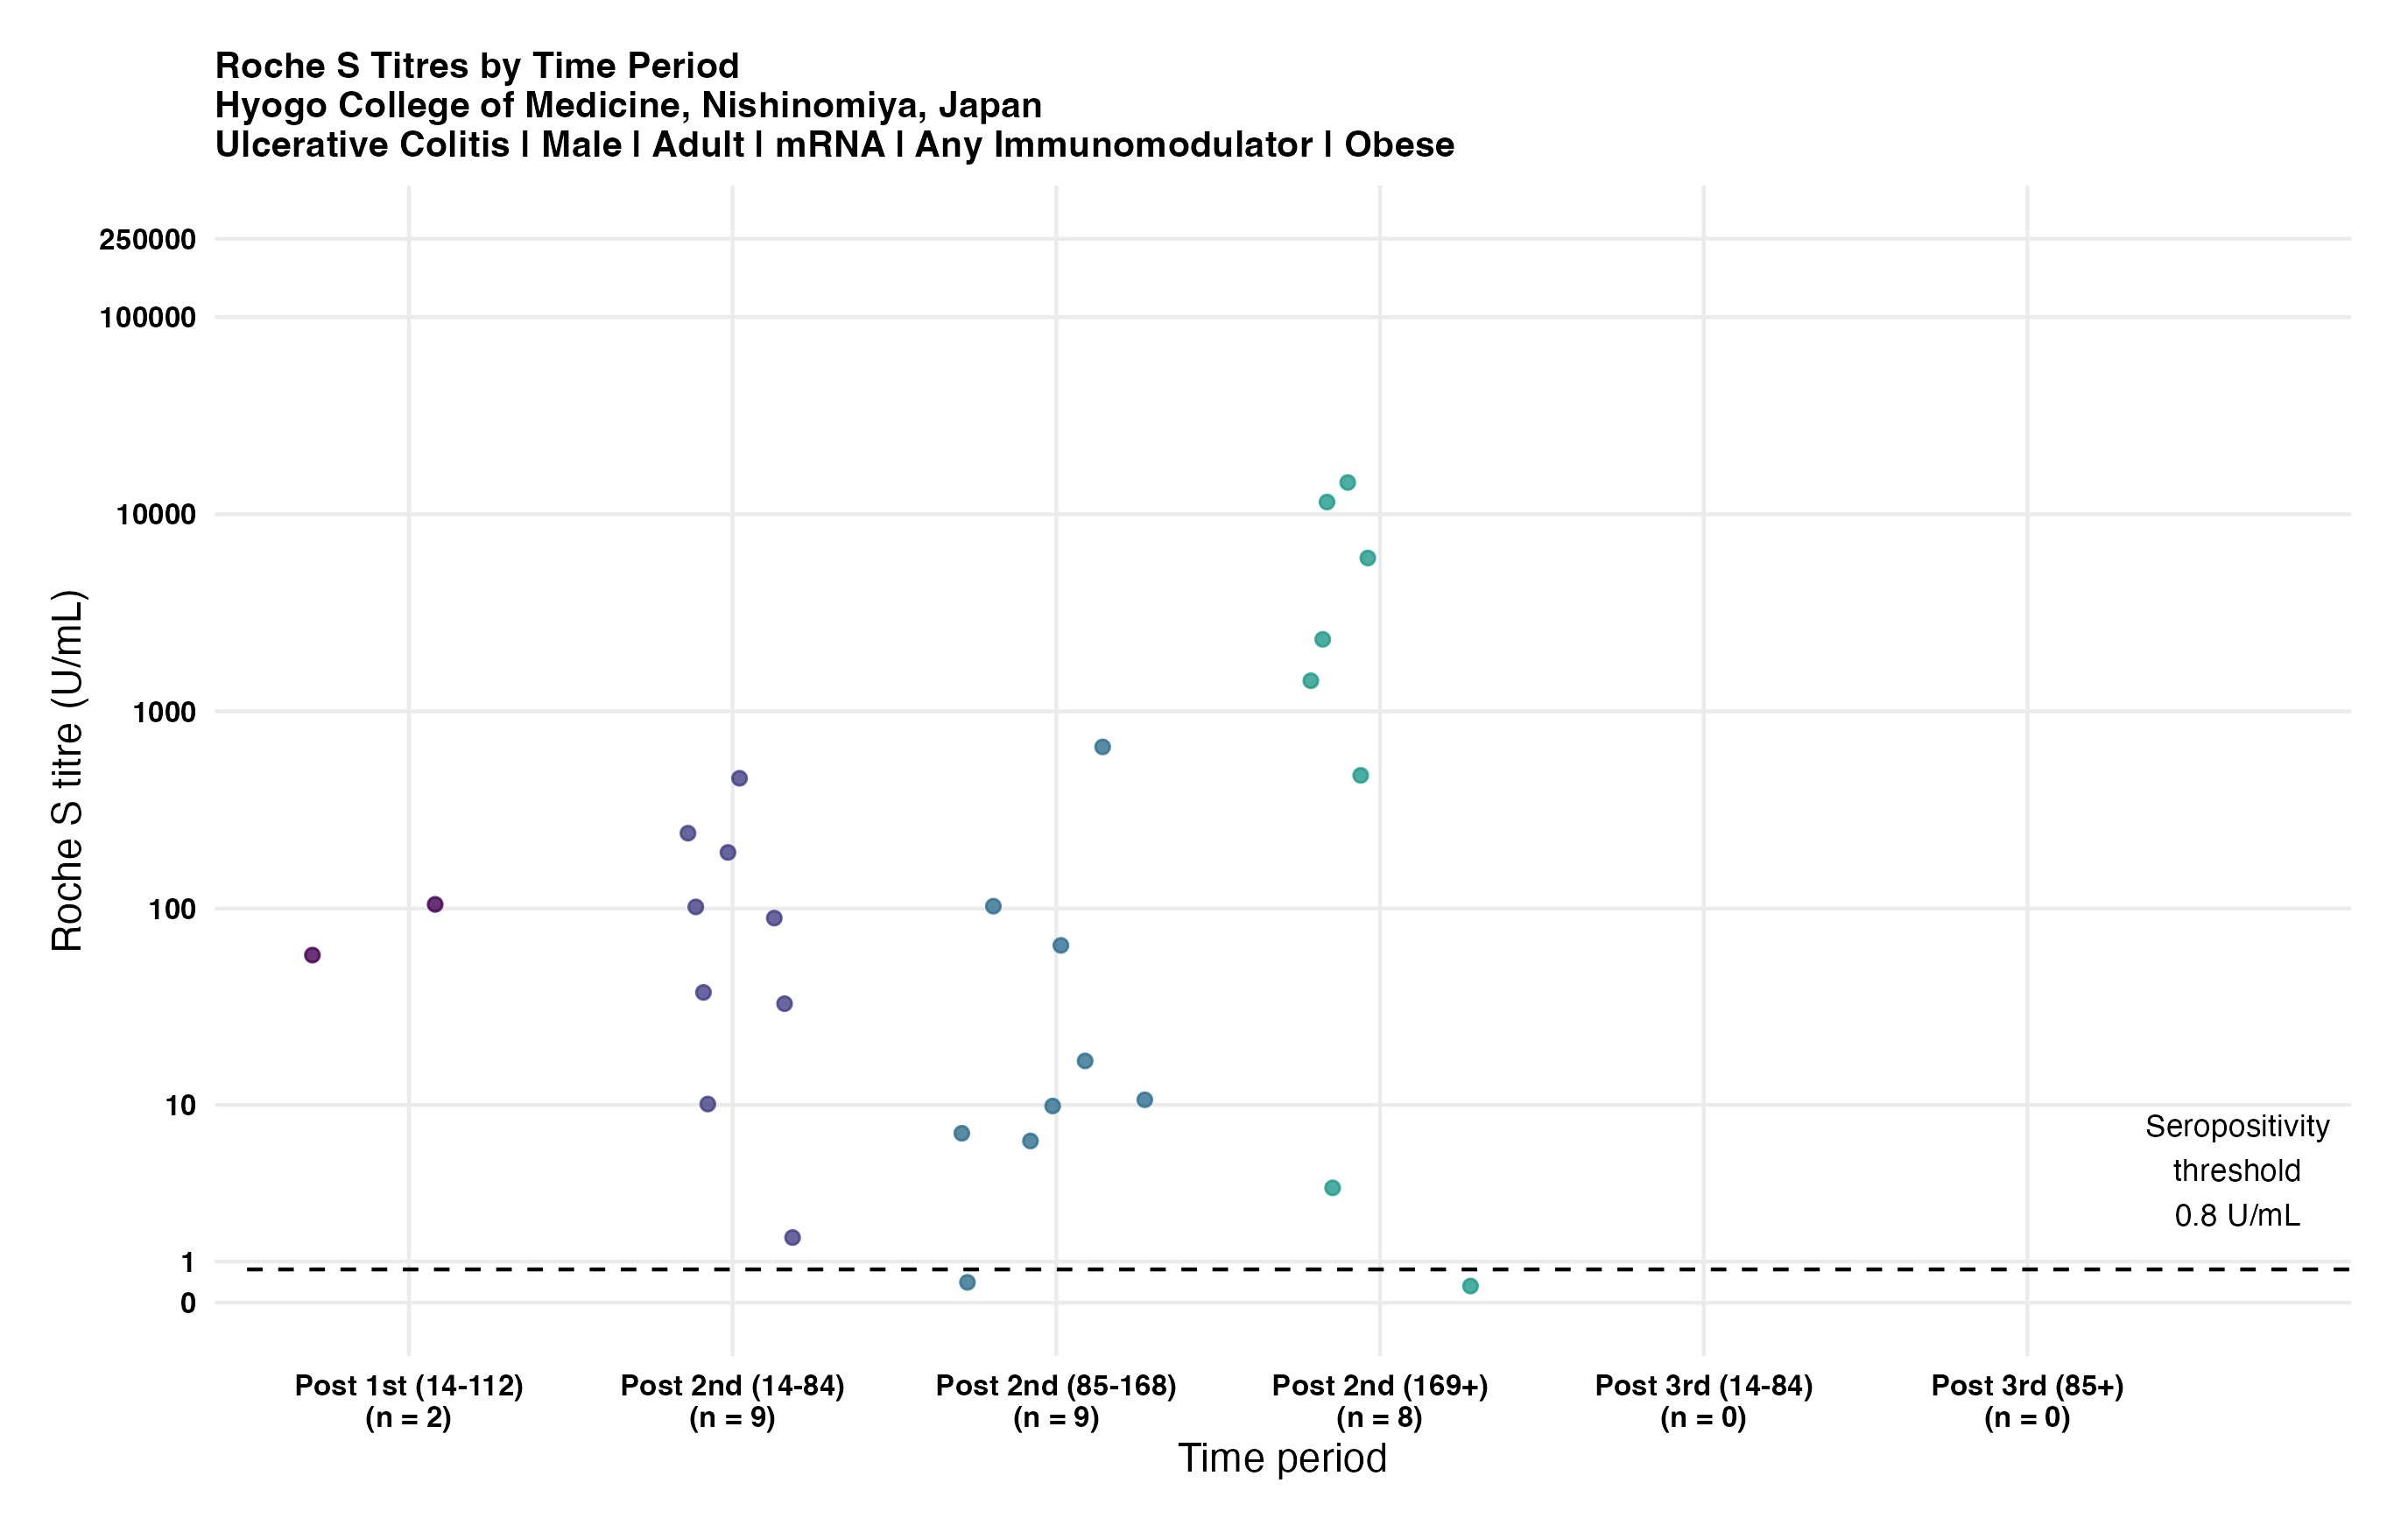 Roche S Titres by Time Period
Hyogo College of Medicine, Nishinomiya, Japan
Ulcerative Colitis | Male | Adult | mRNA | Any Immunomodulator | Obese
250000
100000
10000
1000
100
10
1
0
Roche S titre (U/mL)
Seropositivity
threshold
0.8 U/mL
Post 1st (14-112)
(n = 2)
Post 2nd (14-84)
(n = 9)
Post 2nd (85-168)
(n = 9)
Post 2nd (169+)
(n = 8)
Post 3rd (14-84)
(n = 0)
Post 3rd (85+)
(n = 0)
Time period